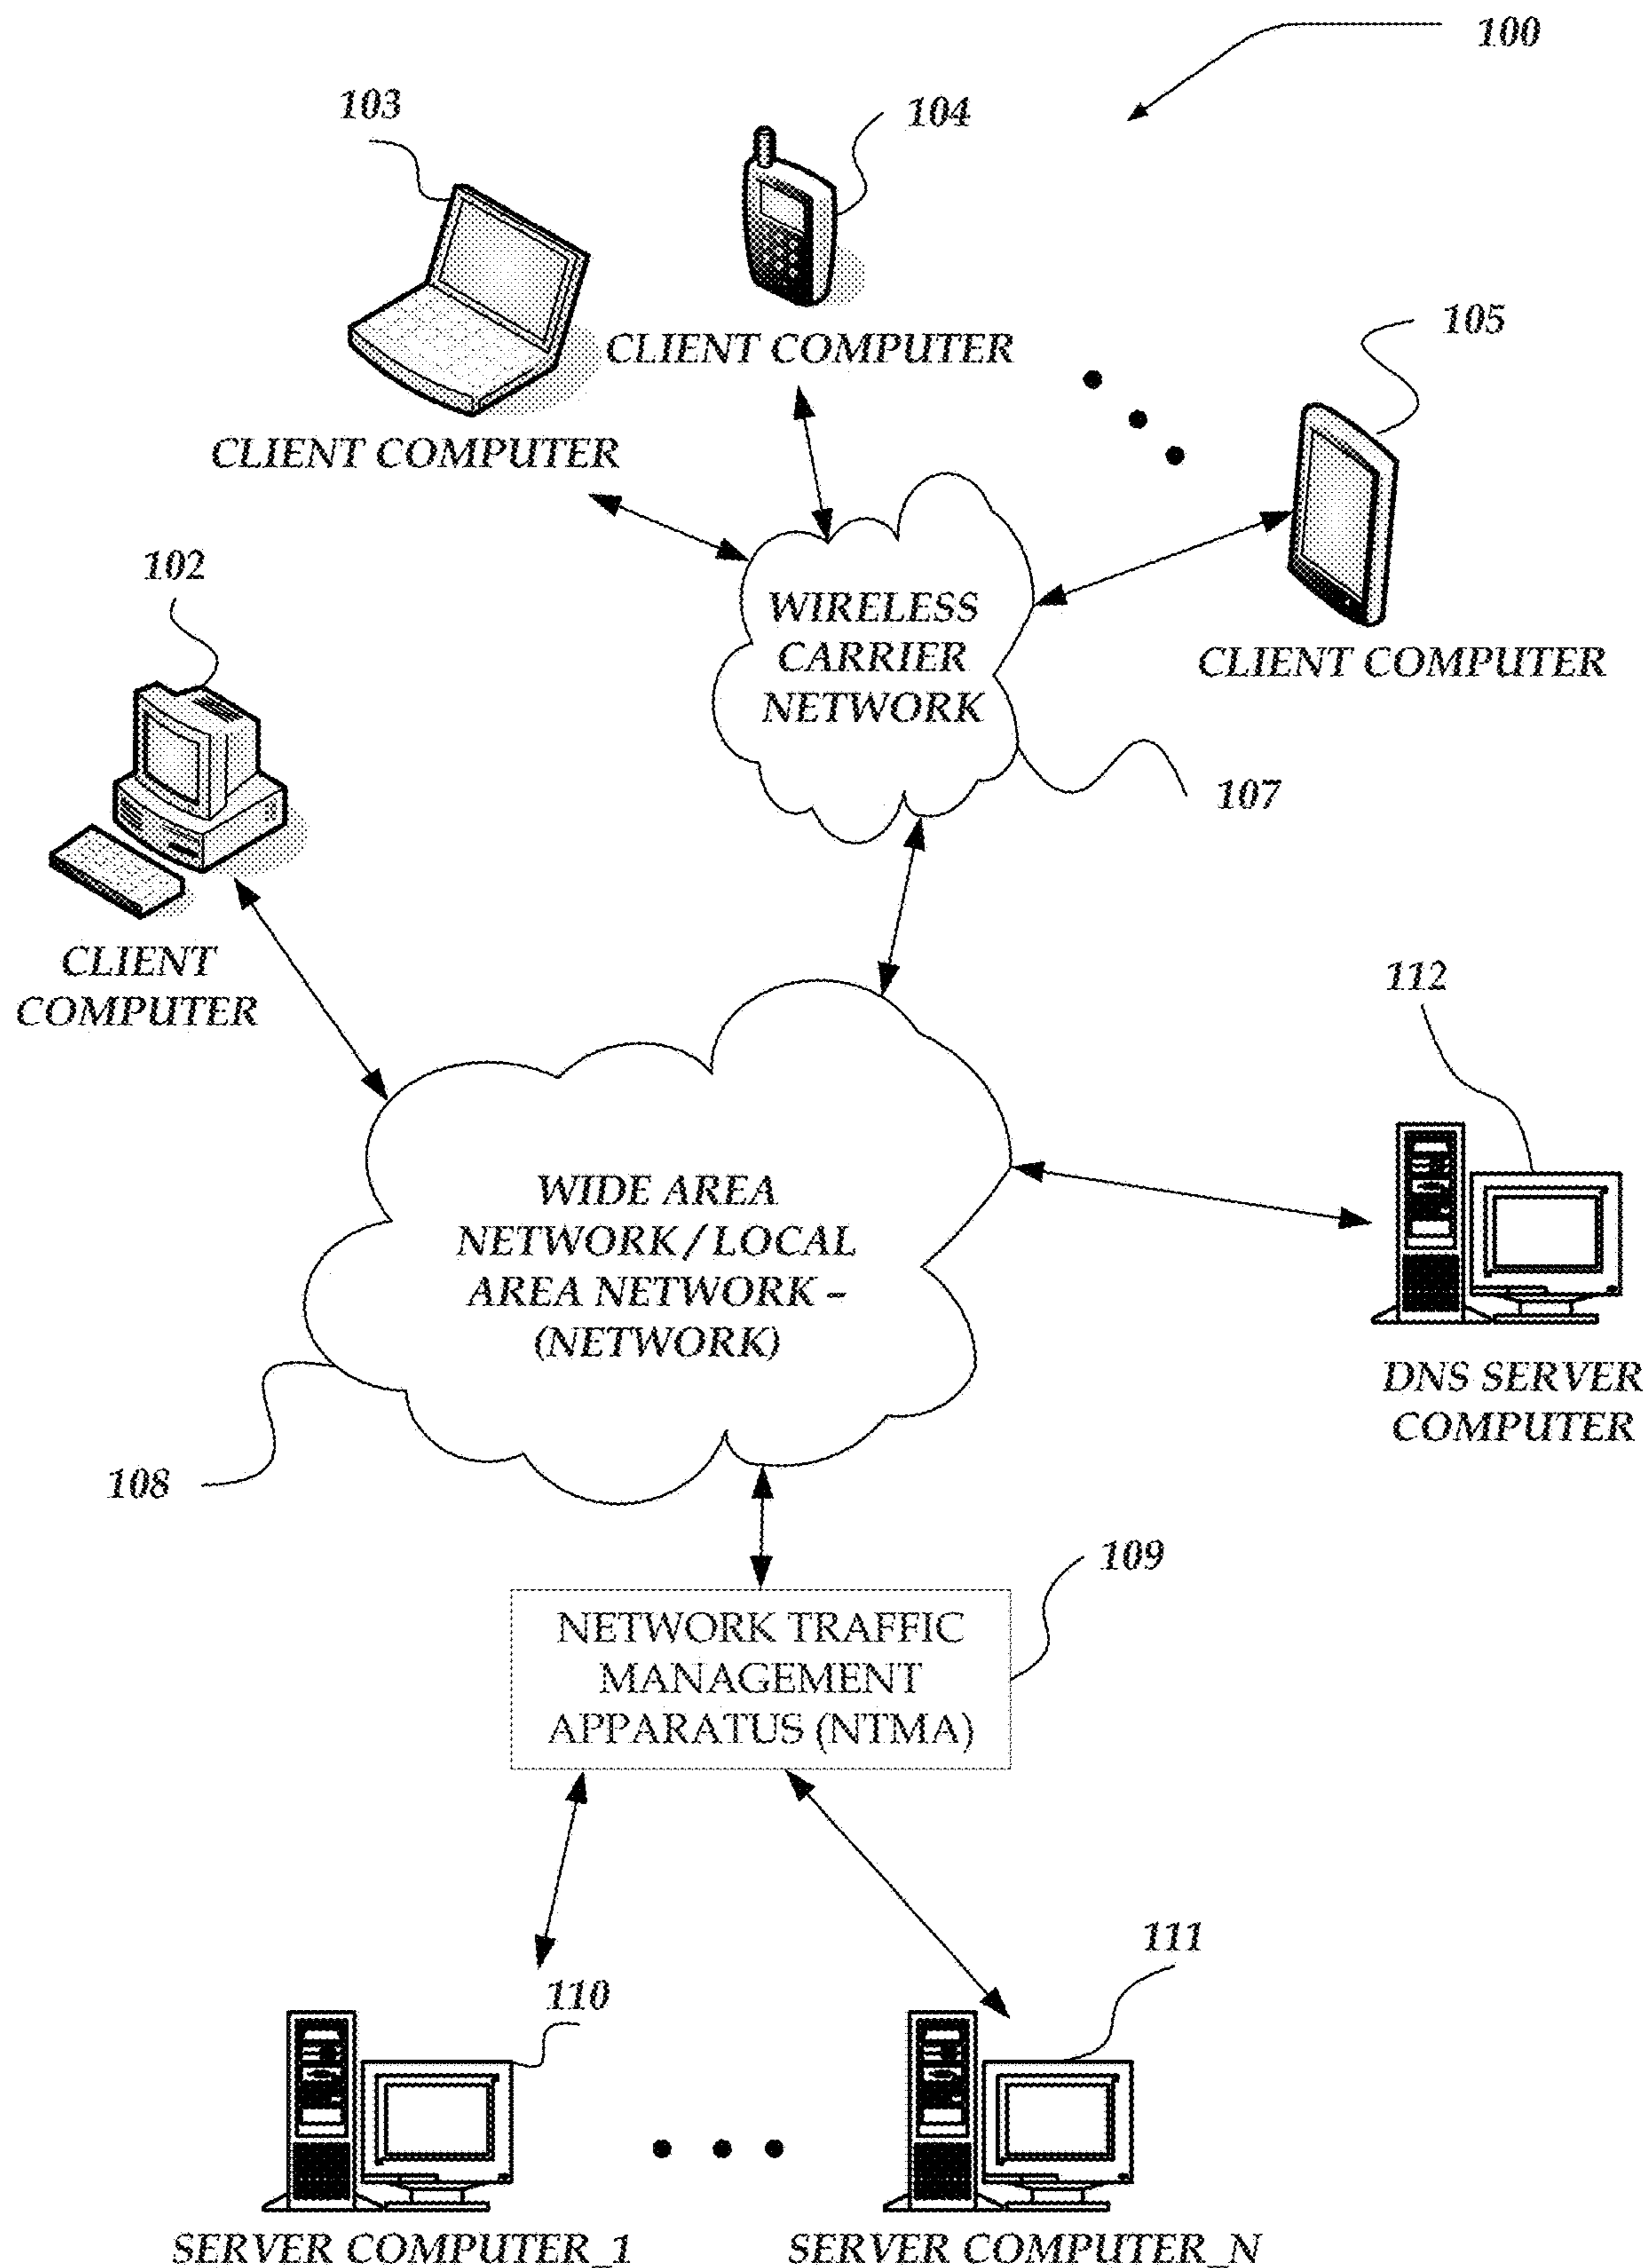 100
103
104
105
CLIENT COMPUTER
CLIENT COMPUTER
102
WIRELESS
CARRIER
NETWORK
CLIENT COMPUTER
107
CLIENT
COMPUTER
112
WIDE AREA
NETWORK / LOCAL
AREA NETWORK –
(NETWORK)
DNS SERVER
COMPUTER
108
109
NETWORK TRAFFIC
MANAGEMENT
APPARATUS (NTMA)
111
110
SERVER COMPUTER_1
SERVER COMPUTER_N